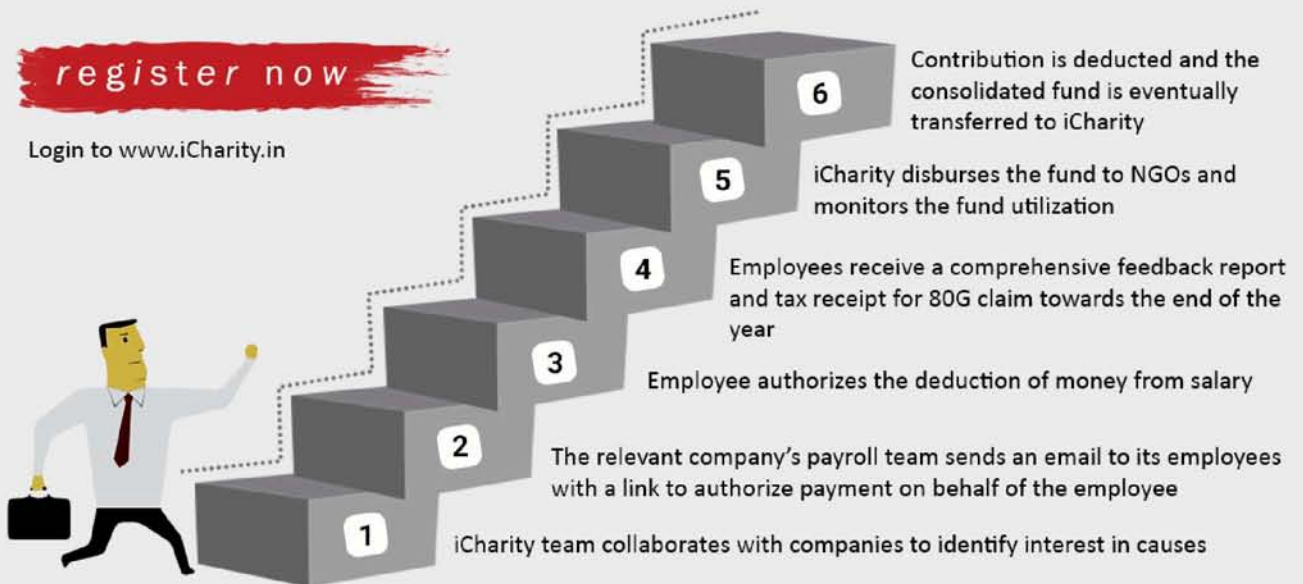 register now
Login to www.iCharity.in
6
Contribution is deducted and the
consolidated fund is eventually
transferred to iCharity
5
iCharity disburses the fund to NGOs and
monitors the fund utilization
4
Employees receive a comprehensive feedback report
and tax receipt for 80G claim towards the end of the
year
3
Employee authorizes the deduction of money from salary
2
The relevant company's payroll team sends an email to its employees
with a link to authorize payment on behalf of the employee
1
iCharity team collaborates with companies to identify interest in causes